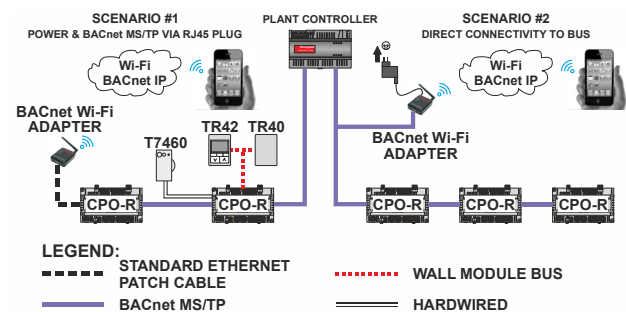 SCENARIO #1
POWER & BACnet MS/TP VIA RJ45 PLUG
PLANT CONTROLLER
SCENARIO #2
DIRECT CONNECTIVITY TO BUS
Wi-Fi
BACnet IP
Wi-Fi
BACnet IP
BACnet Wi-Fi
ADAPTER
T7460
TR42
TR40
BACnet Wi-Fi
ADAPTER
CPO-R
CPO-R
CPO-R
CPO-R
CPO-R
LEGEND:
STANDARD ETHERNET
PATCH CABLE
WALL MODULE BUS
BACnet MS/TP
HARDWIRED